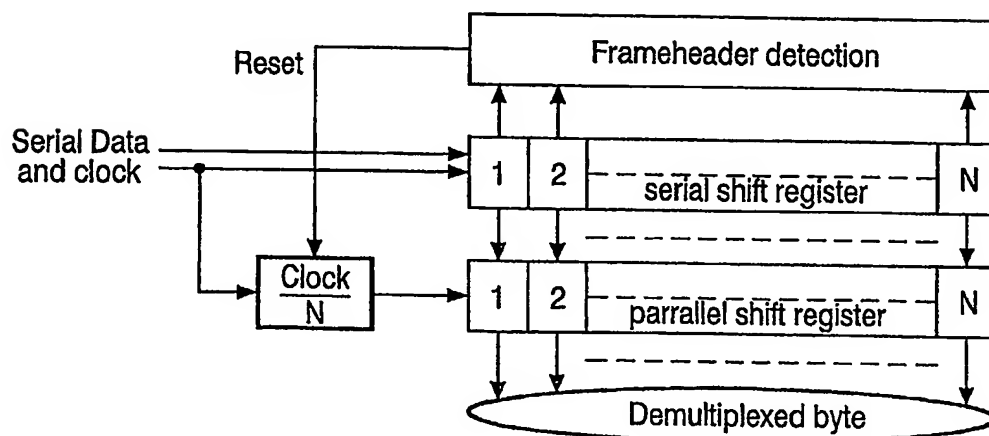 Frameheader detection
Reset
Serial Data
and clock
1 2 N
serial shift register
Clock
N
1 2 N
parrallel shift register
Demultiplexed byte